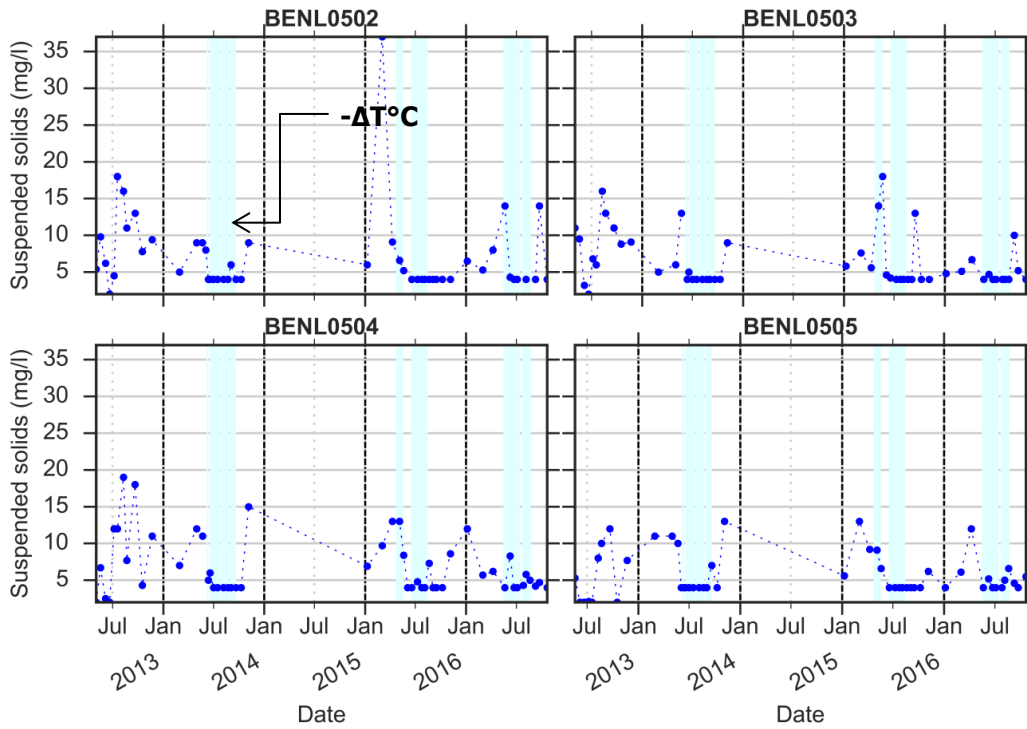 BENL0502
BENL0503
Suspended solids (mg/l)
35
30
25
20
15
10
5
-ΔT°C
BENL0504
BENL0505
Suspended solids (mg/l)
35
30
25
20
15
10
5
Jul Jan Jul Jan Jul Jan Jul Jan Jul
Jul Jan Jul Jan Jul Jan Jul Jan Jul
2013 2014 2015 2016
2013 2014 2015 2016
Date
Date